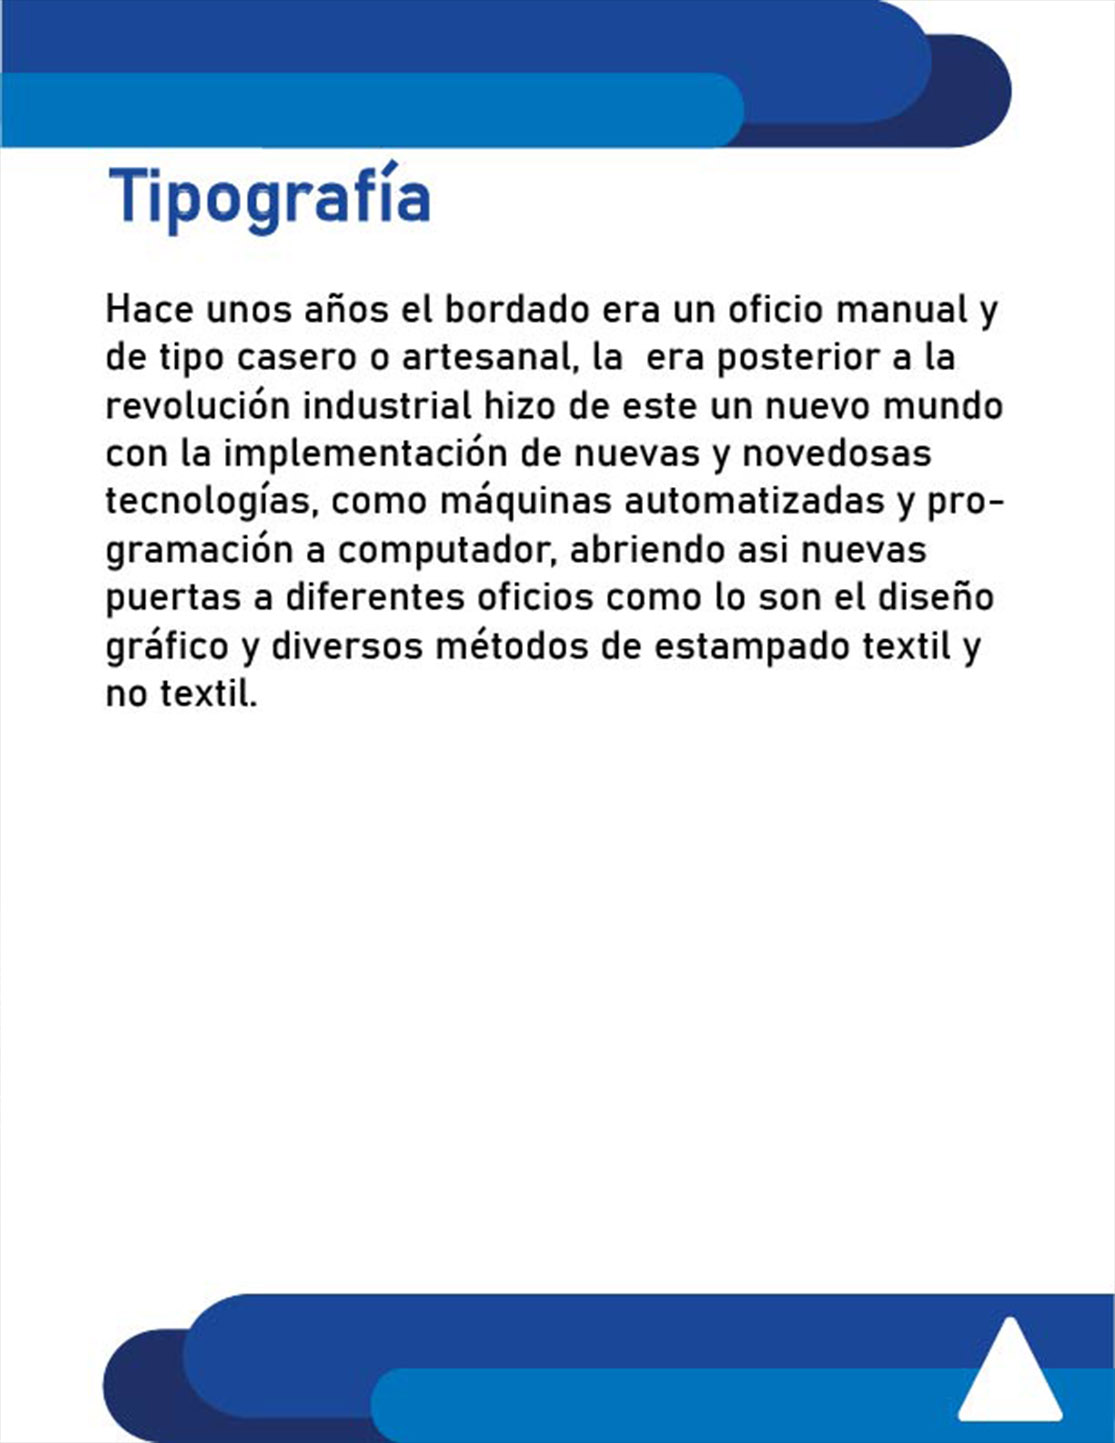 Tipografía
Hace unos años el bordado era un oficio manual y
de tipo casero o artesanal, la  era posterior a la
revolución industrial hizo de este un nuevo mundo
con la implementación de nuevas y novedosas
tecnologías, como máquinas automatizadas y pro-
gramación a computador, abriendo asi nuevas
puertas a diferentes oficios como lo son el diseño
gráfico y diversos métodos de estampado textil y
no textil.